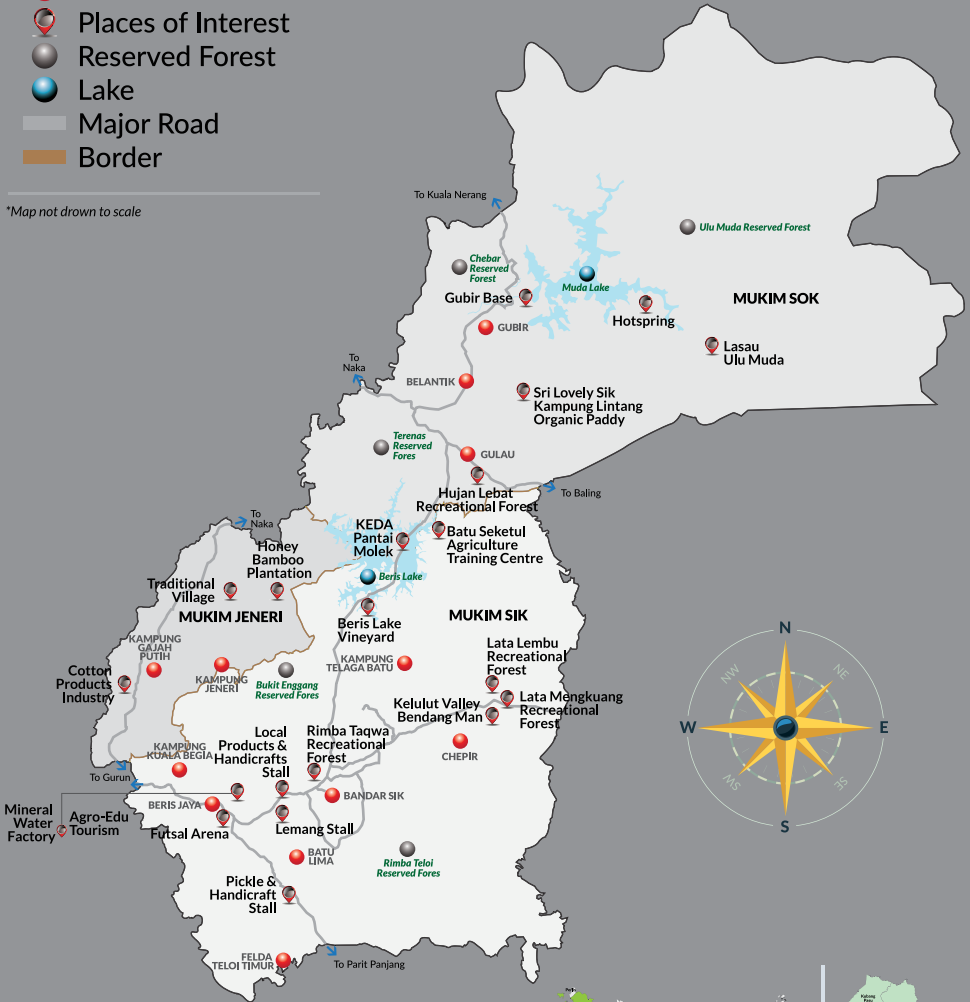 Places of Interest
Reserved Forest
Lake
Major Road
Border
*Map not drown to scale
To Kuala Nerang
Ulu Muda Reserved Forest
Chebar
Reserved
Forest
Muda Lake
Gubir Base
MUKIM SOK
Hotspring
GUBIR
Lasau
Ulu Muda
To
Naka
BELANTIK
Sri Lovely Sik
Kampung Lintang
Organic Paddy
Terenas
Reserved
Fores
GULAU
Hujan Lebat
Recreational Forest
To Baling
To
Naka
KEDA
Pantai
Molek
Batu Seketul
Agriculture
Training Centre
Honey
Bamboo
Plantation
Traditional
Village
Beris Lake
MUKIM JENERI
Beris Lake
Vineyard
MUKIM SIK
KAMPUNG
GAJAH
PUTIH
KAMPUNG
JENERI
Bukit Enggang
Reserved Fores
KAMPUNG
TELAGA BATU
Lata Lembu
Recreational
Forest
Cotton
Products
Industry
Kelulut Valley
Bendang Man
Lata Mengkuang
Recreational
Forest
KAMPUNG
KUALA BEGIA
Local
Products &
Handicrafts
Stall
Rimba Taqwa
Recreational
Forest
CHEPIR
To Gurun
BERIS JAYA
BANDAR SIK
Mineral
Water
Factory
Agro-Edu
Tourism
Futsal Arena
Lemang Stall
BATU
LIMA
Rimba Teloi
Reserved Fores
Pickle &
Handicraft
Stall
FELDA
TELOI TIMUR
To Parit Panjang
N
NE
E
SE
S
SW
W
NW
Perlis
Kubang
Pasu